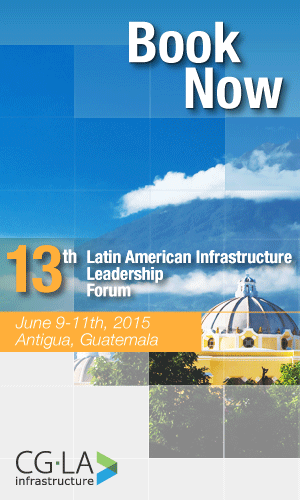 Book
Now
13th
Latin American Infrastructure
Leadership
Forum
June 9-11th, 2015
Antigua, Guatemala
CG·LA
infrastructure